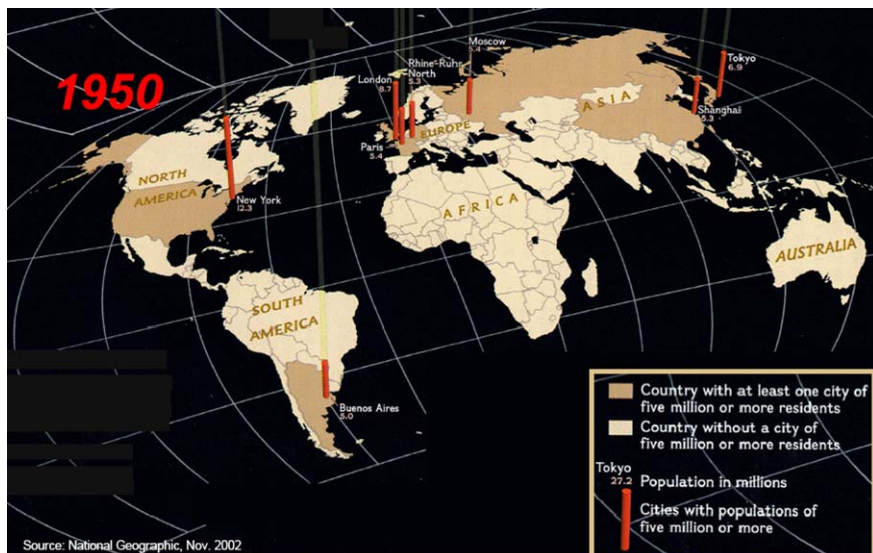 1950
Moscow
5.4
Rhine-Ruhr
North
5.3
London
8.7
Tokyo
6.9
Shanghai
5.3
ASIA
EUROPE
Paris
5.4
NORTH
AMERICA
New York
12.3
AFRICA
AUSTRALIA
SOUTH
AMERICA
Buenos Aires
5.0
Country with at least one city of
five million or more residents
Country without a city of
five million or more residents
Tokyo
27.2
Population in millions
Cities with populations of
five million or more
Source: National Geographic, Nov. 2002